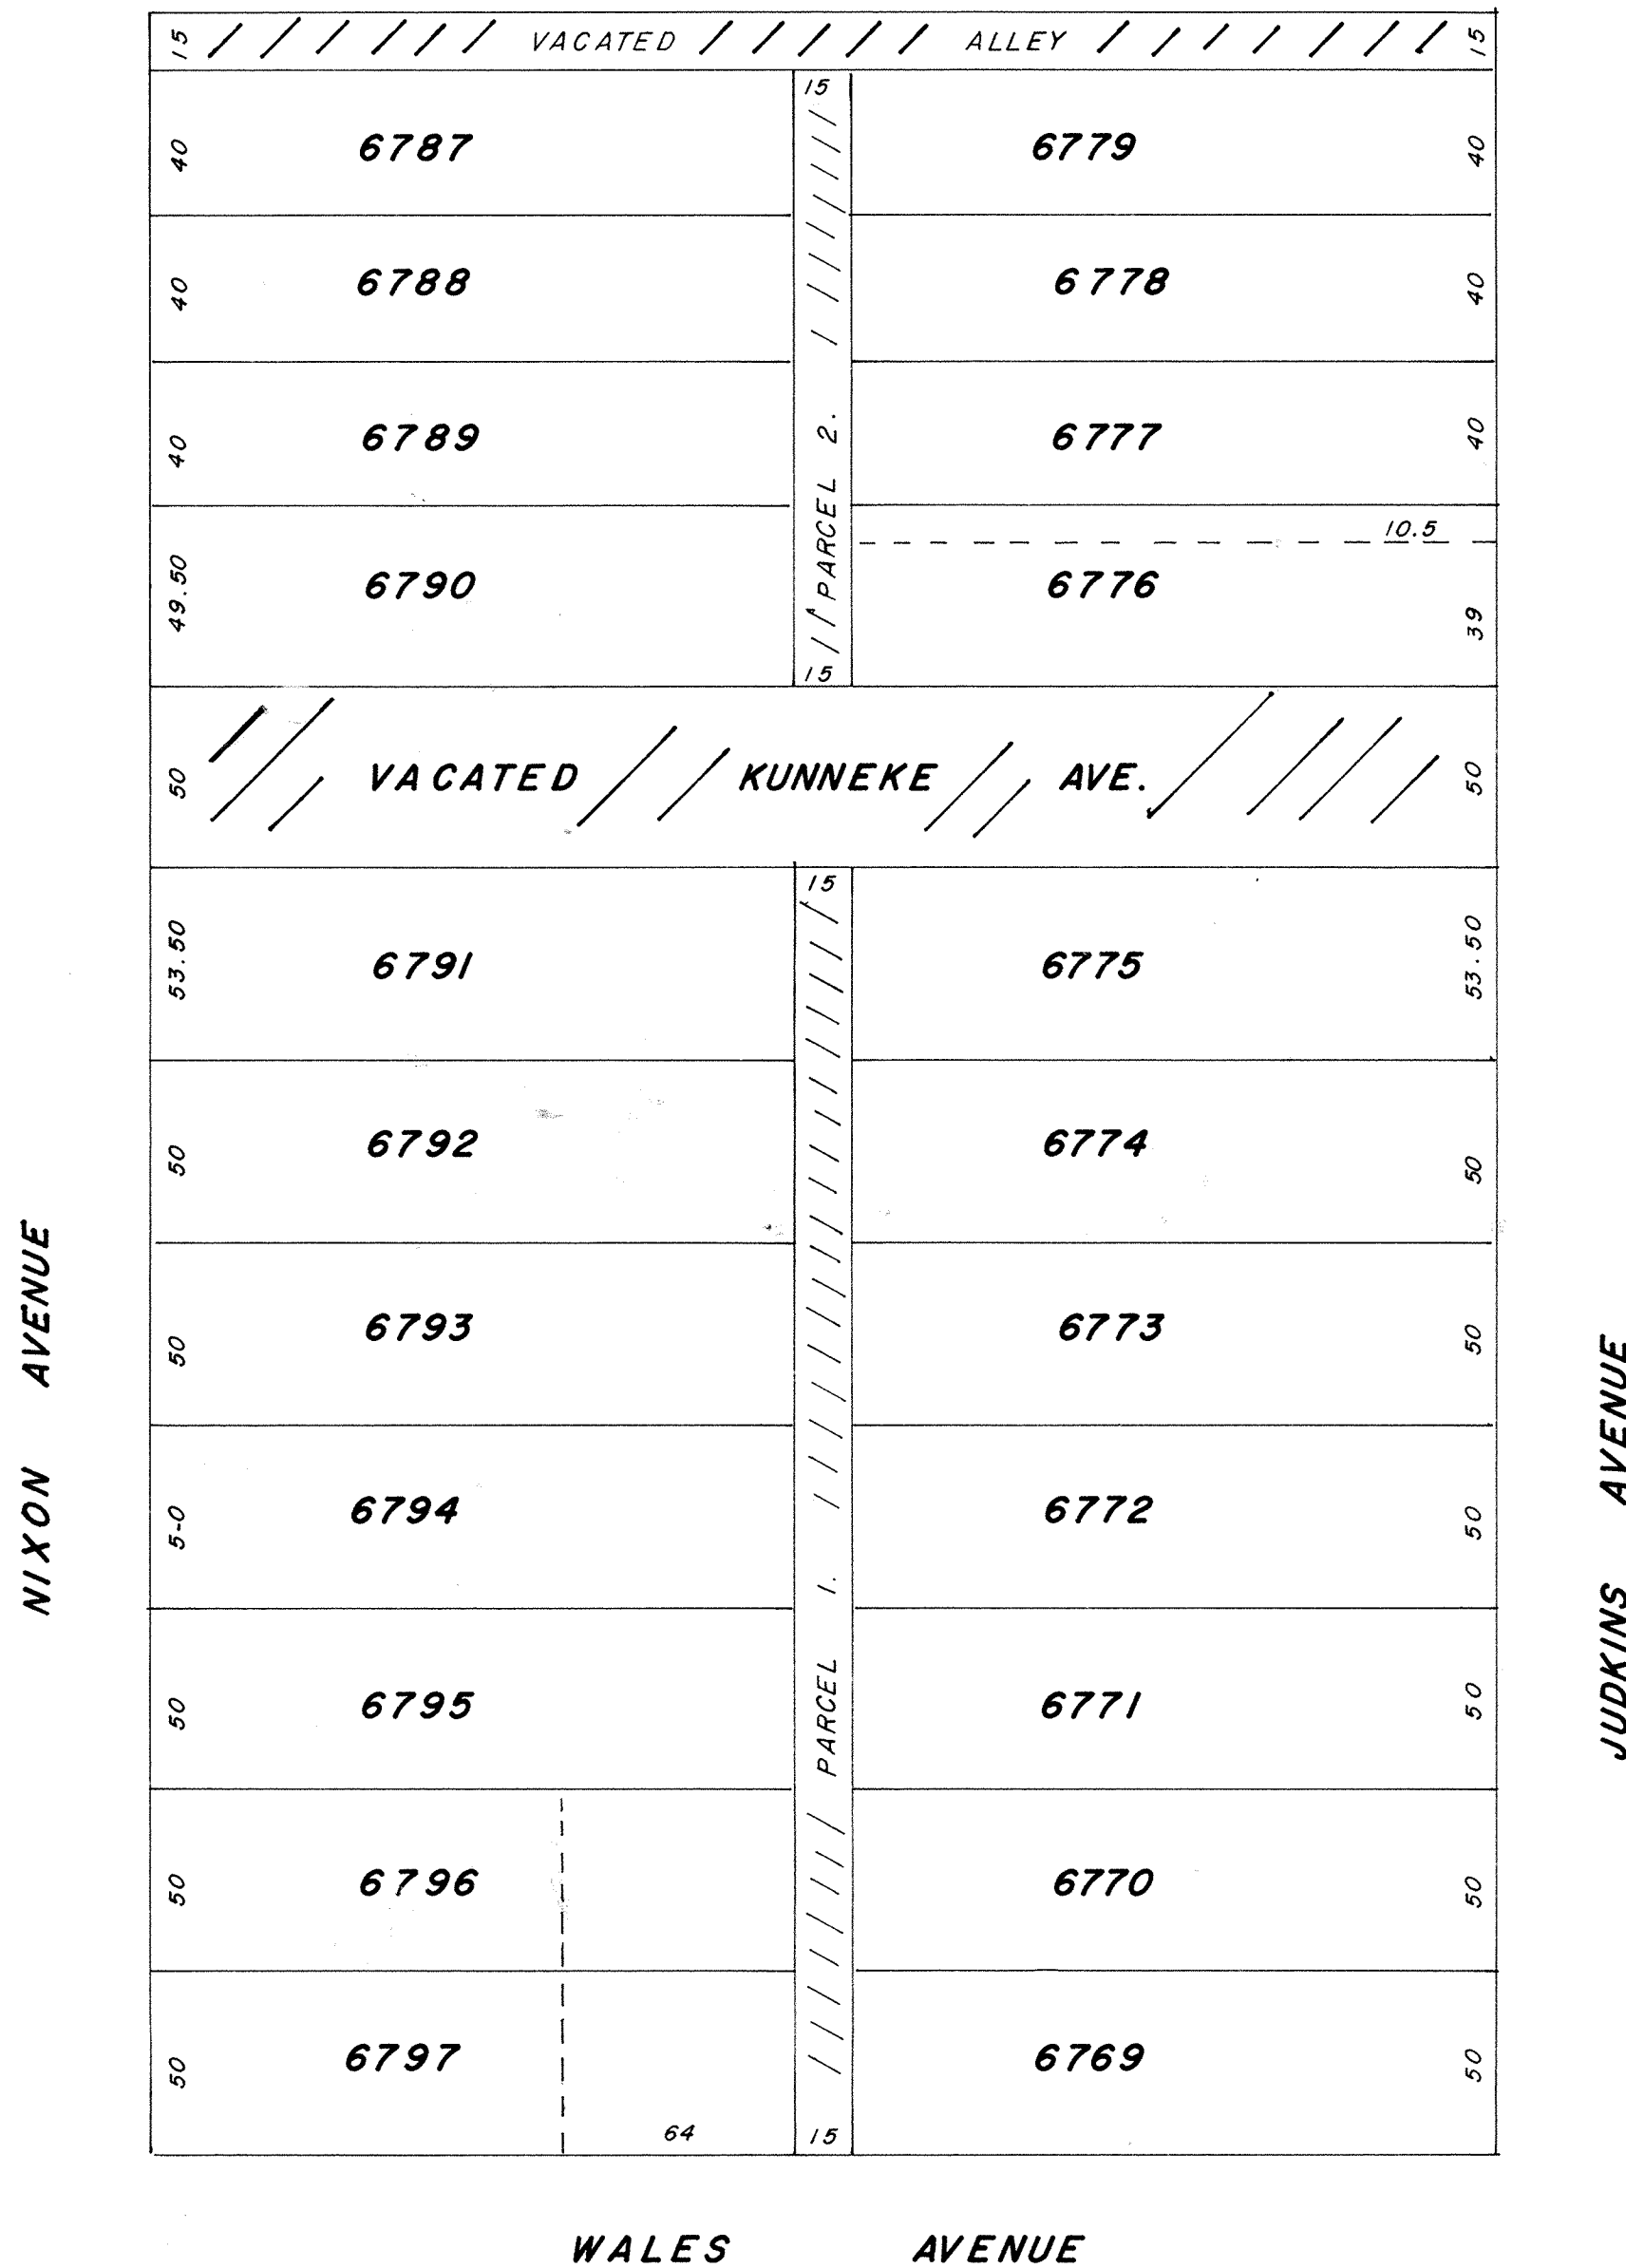 15 VACATED ALLEY 15
15
40 6787 6779 40
40 6788 6778 40
PARCEL 2.
40 6789 6777 40
10.5
49.50 6790 6776 39
15
50 VACATED KUNNEKE AVE. 50
15
53.50 6791 6775 53.50
50 6792 6774 50
50 6793 6773 50
5-0 6794 6772 50
PARCEL 1.
50 6795 6771 50
50 6796 6770 50
50 6797 6769 50
64 15
NIXON AVENUE
JUDKINS AVENUE
WALES AVENUE